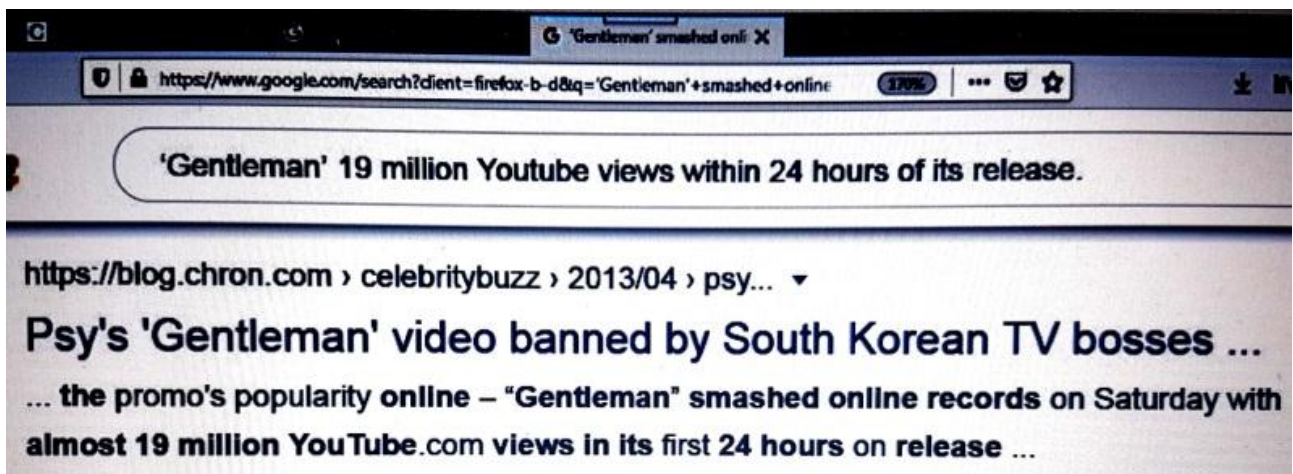 'Gentleman' smashed onli
https://www.google.com/search?client=firefox-b-d&q='Gentleman'+smashed+online
170%
'Gentleman' 19 million Youtube views within 24 hours of its release.
https://blog.chron.com › celebritybuzz › 2013/04 › psy...
Psy's 'Gentleman' video banned by South Korean TV bosses ...
... the promo's popularity online – “Gentleman” smashed online records on Saturday with
almost 19 million YouTube.com views in its first 24 hours on release ...